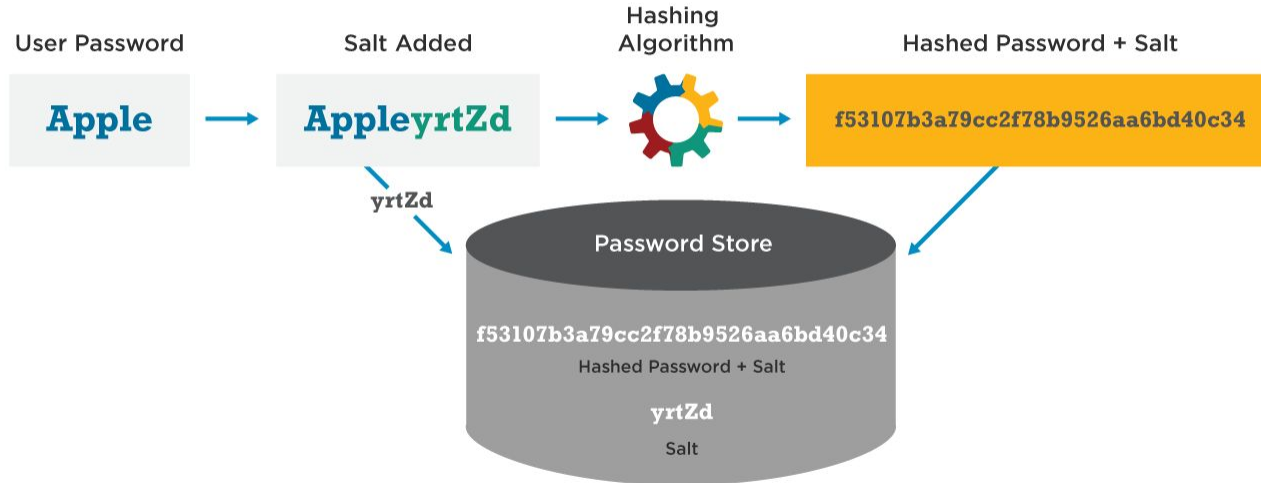 User Password
Salt Added
Hashing
Algorithm
Hashed Password + Salt
Apple
AppleyrtZd
f53107b3a79cc2f78b9526aa6bd40c34
yrtZd
Password Store
f53107b3a79cc2f78b9526aa6bd40c34
Hashed Password + Salt
yrtZd
Salt